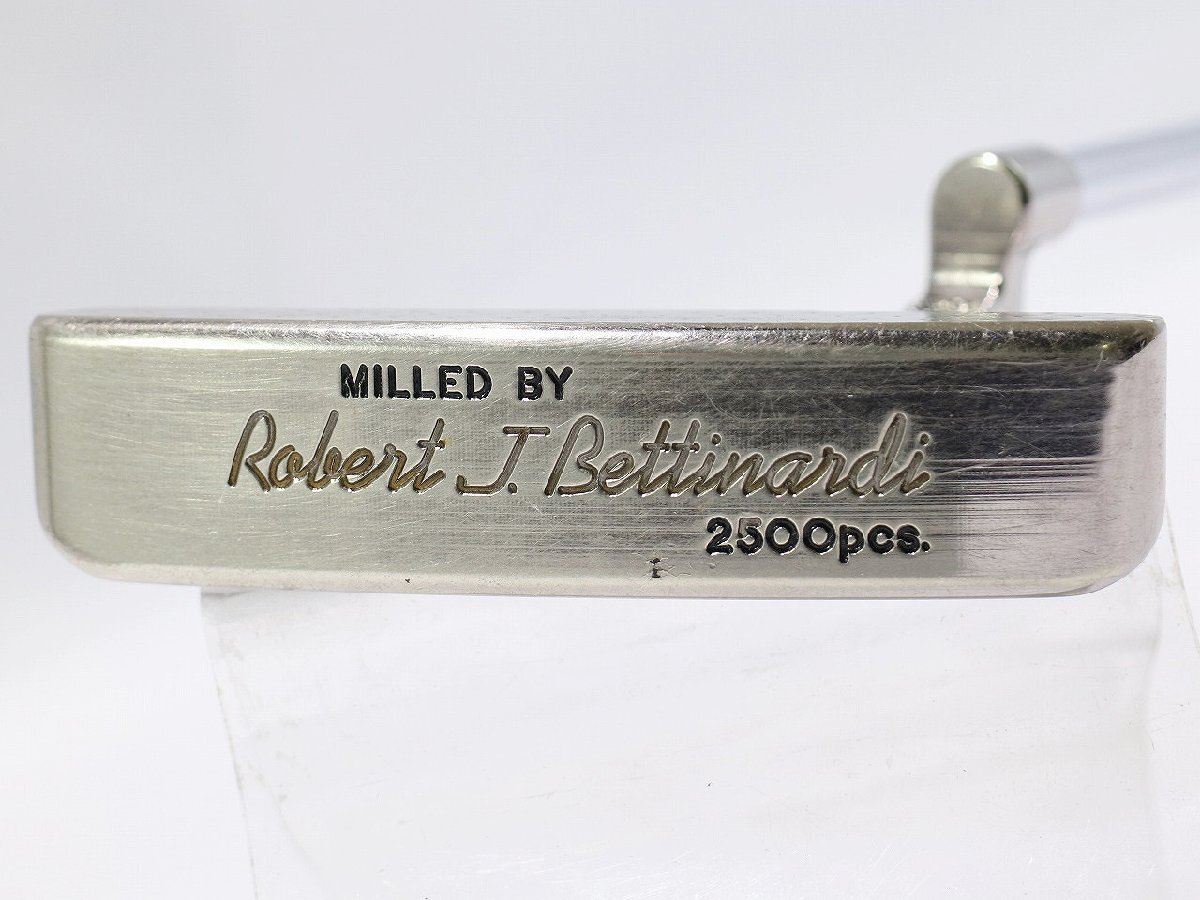 MILLED BY
Robert J. Bettinardi
2500pcs.